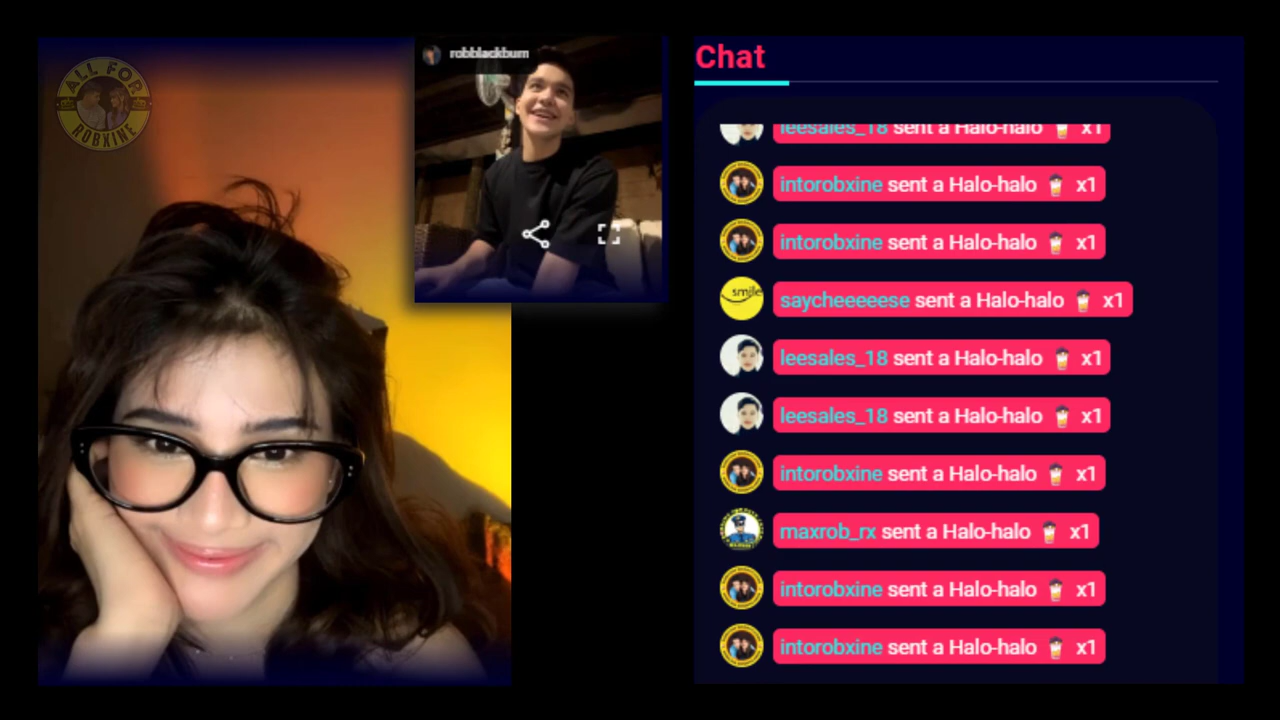 ALL FOR
ROBXINE
robblackburn
Chat
leesales_18 sent a Halo-halo x1
intorobxine sent a Halo-halo x1
intorobxine sent a Halo-halo x1
smile
saycheeeeese sent a Halo-halo x1
leesales_18 sent a Halo-halo x1
leesales_18 sent a Halo-halo x1
intorobxine sent a Halo-halo x1
maxrob_rx sent a Halo-halo x1
intorobxine sent a Halo-halo x1
intorobxine sent a Halo-halo x1